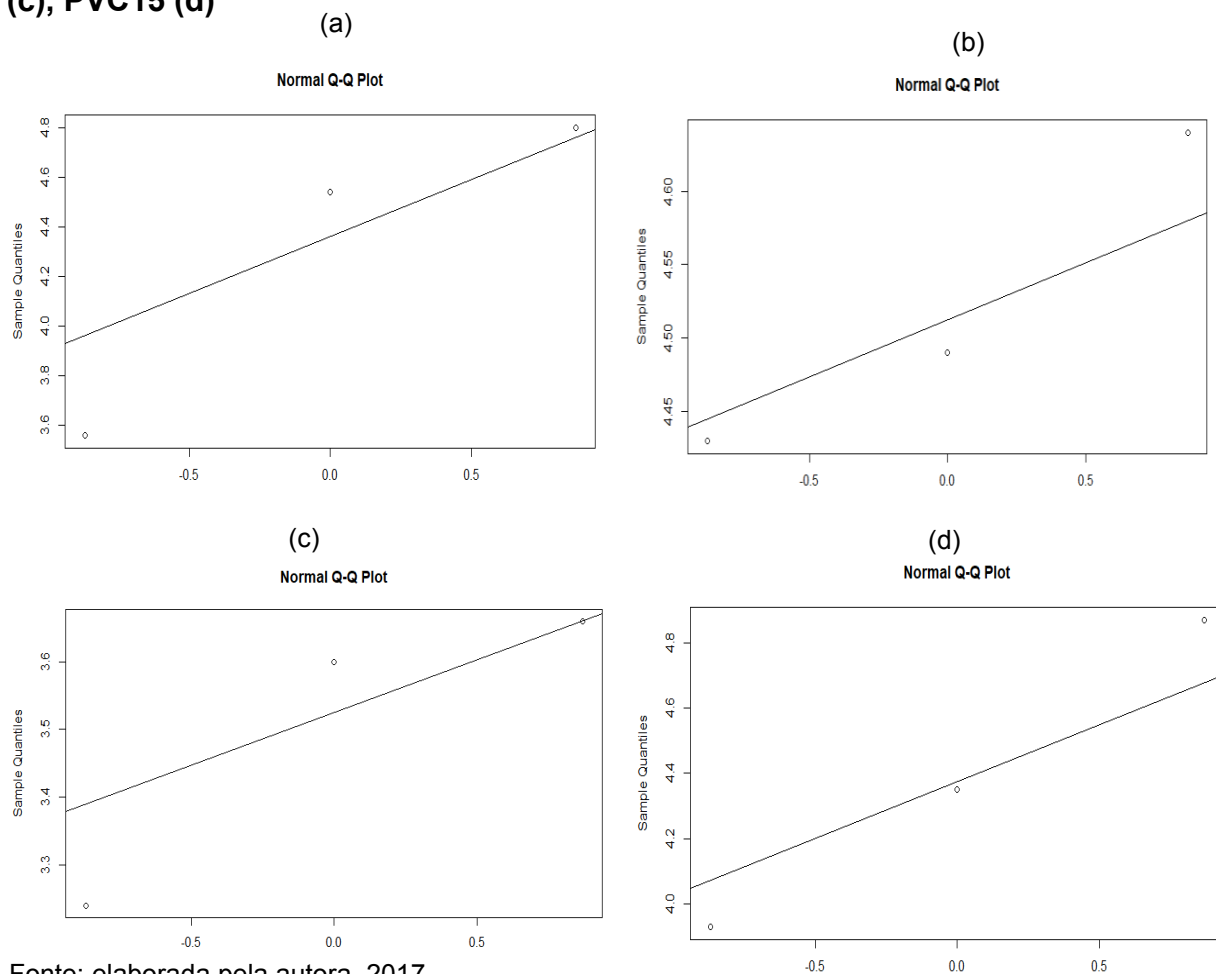 (c), PVC15 (d)
(a)
Normal Q-Q Plot
Sample Quantiles
4.8
4.6
4.4
4.2
4.0
3.8
3.6
-0.5 0.0 0.5
(b)
Normal Q-Q Plot
Sample Quantiles
4.60
4.55
4.50
4.45
-0.5 0.0 0.5
(c)
Normal Q-Q Plot
Sample Quantiles
3.6
3.5
3.4
3.3
-0.5 0.0 0.5
(d)
Normal Q-Q Plot
Sample Quantiles
4.8
4.6
4.4
4.2
4.0
-0.5 0.0 0.5
Fonte: elaborada pela autora, 2017